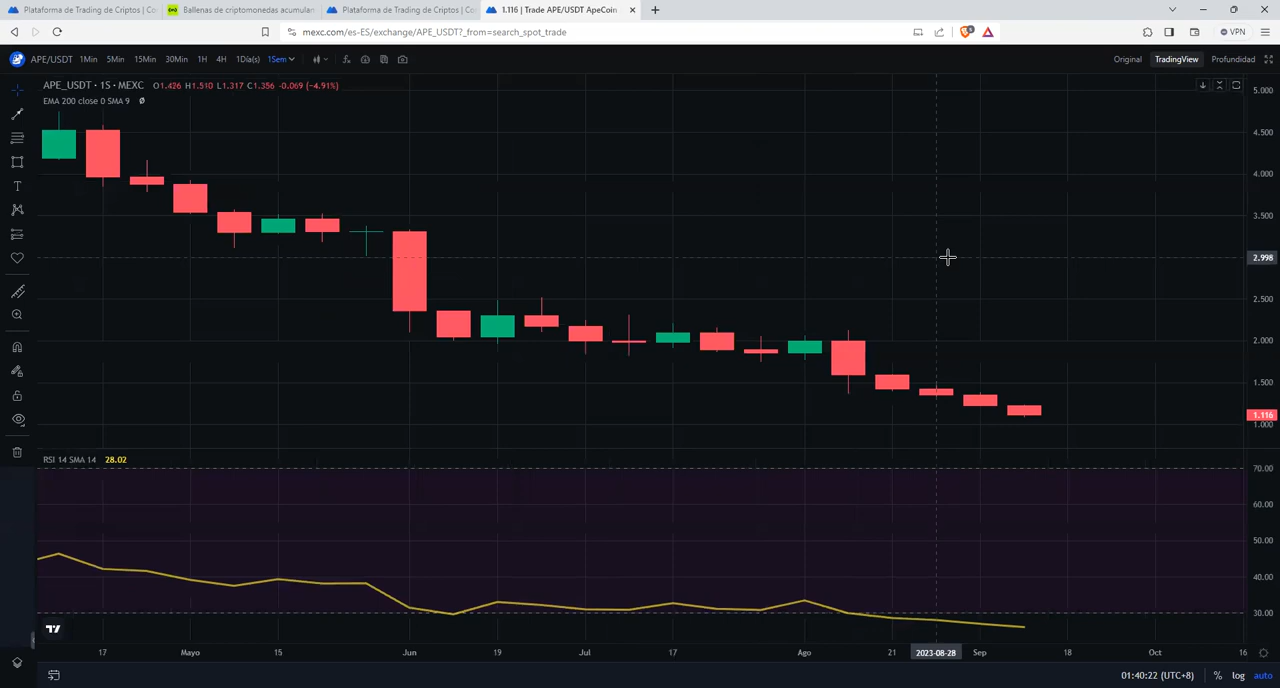 Plataforma de Trading de Criptos | Co
Ballenas de criptomonedas acumulan
Plataforma de Trading de Criptos | Co
1.116 | Trade APE/USDT ApeCoin
mexc.com/es-ES/exchange/APE_USDT?_from=search_spot_trade
VPN
APE/USDT 1Min 5Min 15Min 30Min 1H 4H 1Día(s) 1Sem
Original TradingView Profundidad
APE_USDT · 1S · MEXC O1.426 H1.510 L1.317 C1.356 -0.069 (-4.91%)
EMA 200 close 0 SMA 9 Ø
5.000
4.500
4.000
3.500
2.998
2.500
2.000
1.500
1.116
1.000
RSI 14 SMA 14 28.02
70.00
60.00
50.00
40.00
30.00
17 Mayo 15 Jun 19 Jul 17 Ago 21 2023-08-28 Sep 18 Oct 16
01:40:22 (UTC+8) % log auto